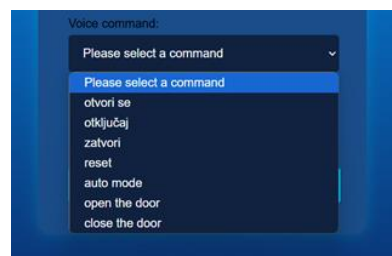 Voice command:
Please select a command
Please select a command
otvori se
otključaj
zatvori
reset
auto mode
open the door
close the door